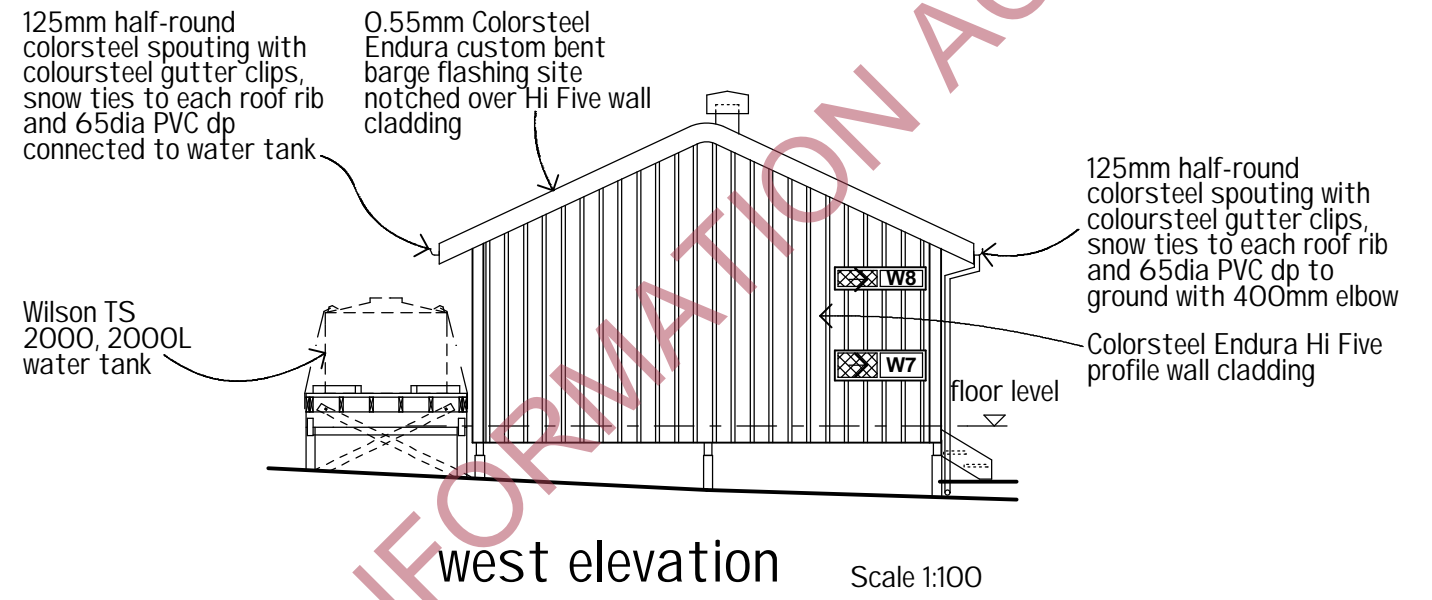 125mm half-round
colorsteel spouting with
coloursteel gutter clips,
snow ties to each roof rib
and 65dia PVC dp
connected to water tank
0.55mm Colorsteel
Endura custom bent
barge flashing site
notched over Hi Five wall
cladding
125mm half-round
colorsteel spouting with
coloursteel gutter clips,
snow ties to each roof rib
and 65dia PVC dp to
ground with 400mm elbow
Wilson TS
2000, 2000L
water tank
W8
W7
Colorsteel Endura Hi Five
profile wall cladding
floor level
west elevation
Scale 1:100
FORMATION AC